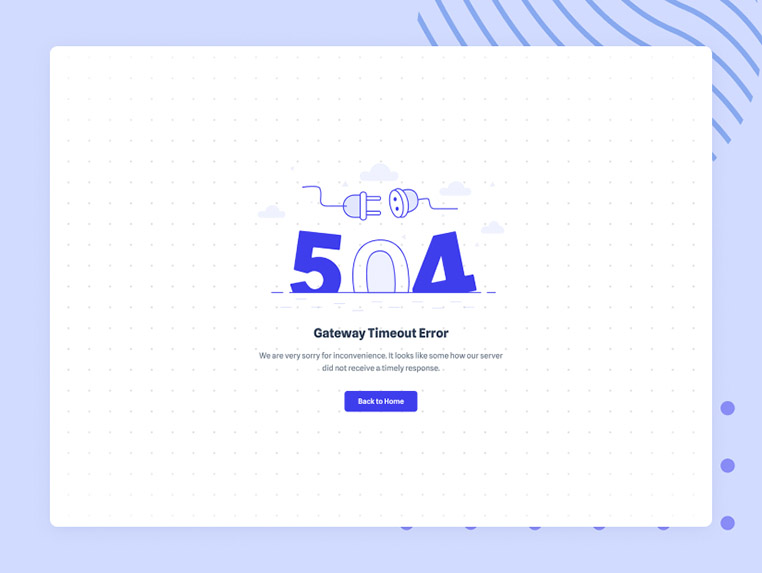 504
Gateway Timeout Error
We are very sorry for inconvenience. It looks like some how our server
did not receive a timely response.
Back to Home